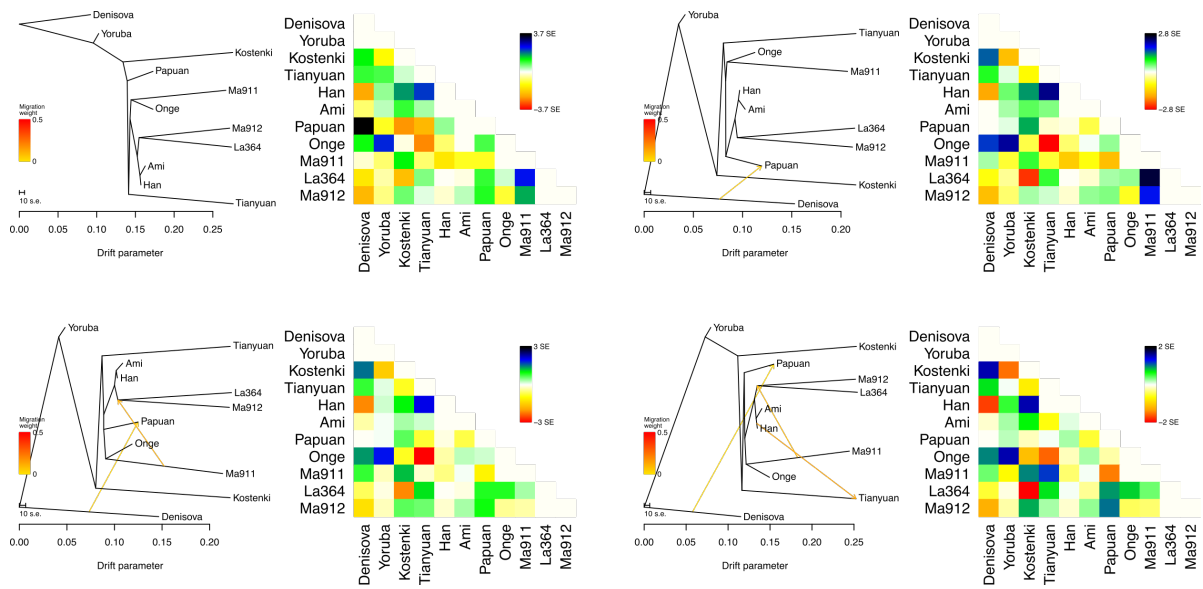 Denisova
Yoruba
Kostenki
Papuan
Ma911
Onge
Ma912
La364
Ami
Han
Tianyuan
Migration
weight
0.5
0
10 s.e.
0.00
0.05
0.10
0.15
0.20
0.25
Drift parameter
Denisova
Yoruba
Kostenki
Tianyuan
Han
Ami
Papuan
Onge
Ma911
La364
Ma912
3.7 SE
−3.7 SE
Denisova
Yoruba
Kostenki
Tianyuan
Han
Ami
Papuan
Onge
Ma911
La364
Ma912
Yoruba
Tianyuan
Onge
Ma911
Han
Ami
La364
Ma912
Papuan
Kostenki
Denisova
Migration
weight
0.5
0
10 s.e.
0.00
0.05
0.10
0.15
0.20
Drift parameter
Denisova
Yoruba
Kostenki
Tianyuan
Han
Ami
Papuan
Onge
Ma911
La364
Ma912
2.8 SE
−2.8 SE
Denisova
Yoruba
Kostenki
Tianyuan
Han
Ami
Papuan
Onge
Ma911
La364
Ma912
Yoruba
Tianyuan
Ami
Han
La364
Ma912
Papuan
Onge
Ma911
Kostenki
Denisova
Migration
weight
0.5
0
10 s.e.
0.00
0.05
0.10
0.15
0.20
Drift parameter
Denisova
Yoruba
Kostenki
Tianyuan
Han
Ami
Papuan
Onge
Ma911
La364
Ma912
3 SE
−3 SE
Denisova
Yoruba
Kostenki
Tianyuan
Han
Ami
Papuan
Onge
Ma911
La364
Ma912
Yoruba
Kostenki
Papuan
Ma912
La364
Ami
Han
Ma911
Onge
Tianyuan
Denisova
Migration
weight
0.5
0
10 s.e.
0.00
0.05
0.10
0.15
0.20
0.25
Drift parameter
Denisova
Yoruba
Kostenki
Tianyuan
Han
Ami
Papuan
Onge
Ma911
La364
Ma912
2 SE
−2 SE
Denisova
Yoruba
Kostenki
Tianyuan
Han
Ami
Papuan
Onge
Ma911
La364
Ma912